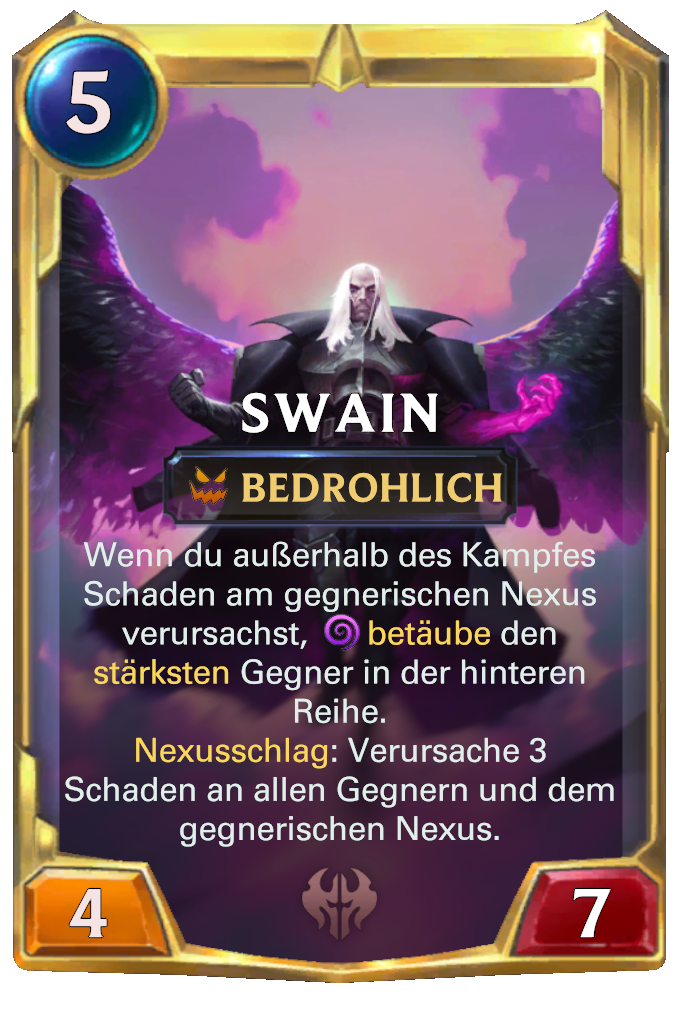 5
SWAIN
BEDROHLICH
Wenn du außerhalb des Kampfes
Schaden am gegnerischen Nexus
verursachst, betäube den
stärksten Gegner in der hinteren
Reihe.
Nexusschlag: Verursache 3
Schaden an allen Gegnern und dem
gegnerischen Nexus.
4
7